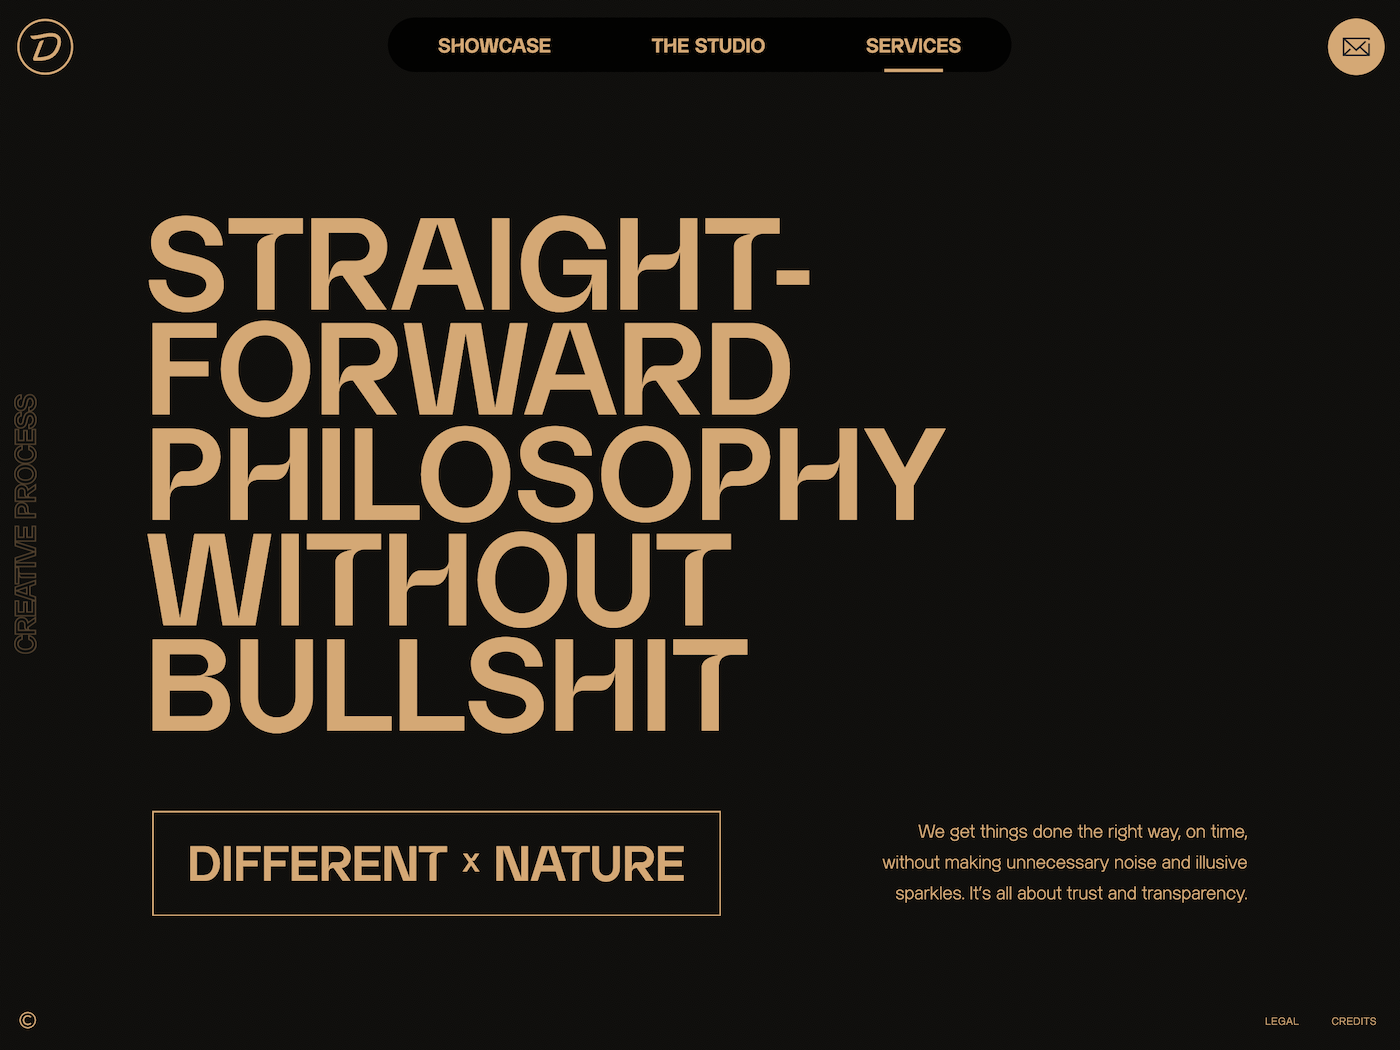 D
SHOWCASE
THE STUDIO
SERVICES
STRAIGHT-
FORWARD
PHILOSOPHY
WITHOUT
BULLSHIT
CREATIVE PROCESS
DIFFERENT x NATURE
We get things done the right way, on time,
without making unnecessary noise and illusive
sparkles. It's all about trust and transparency.
©
LEGAL
CREDITS